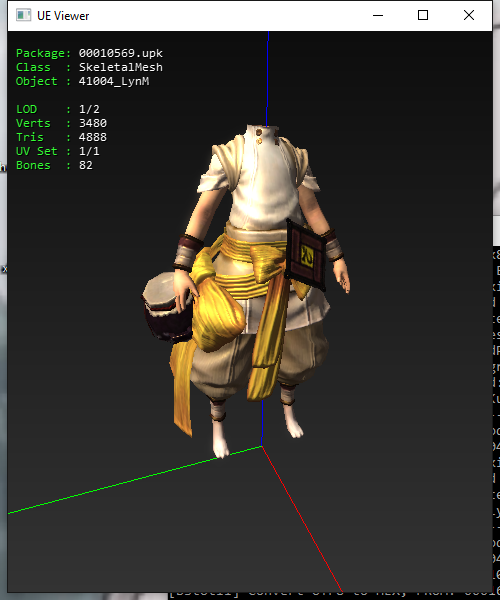 UE Viewer
Package: 00010569.upk
Class : SkeletalMesh
Object : 41004_LynM
LOD : 1/2
Verts : 3480
Tris : 4888
UV Set : 1/1
Bones : 82